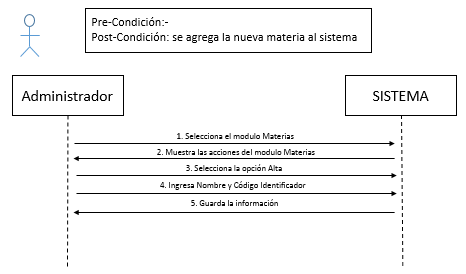 Pre-Condición:-
Post-Condición: se agrega la nueva materia al sistema
Administrador
SISTEMA
1. Selecciona el modulo Materias
2. Muestra las acciones del modulo Materias
3. Selecciona la opción Alta
4. Ingresa Nombre y Código Identificador
5. Guarda la información